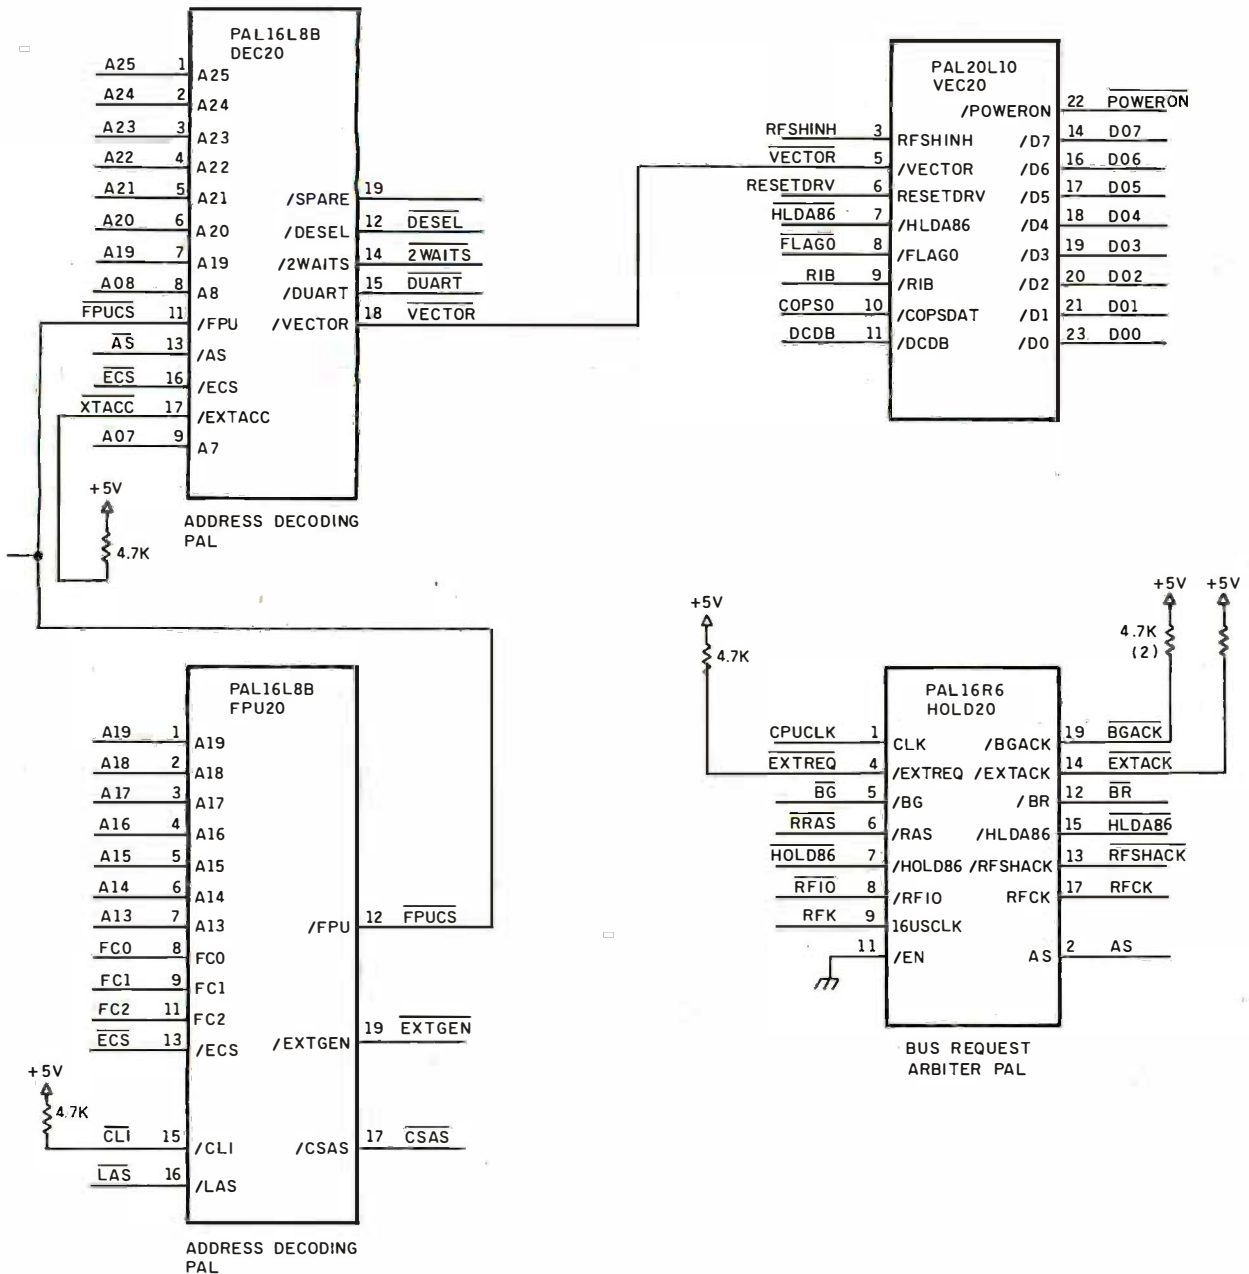 PAL16L8B
DEC20
A25 1 A25
A24 2 A24
A23 3 A23
A22 4 A22
A21 5 A21
A20 6 A20
A19 7 A19
A08 8 A8
FPUCS 11 /FPU
AS 13 /AS
ECS 16 /ECS
XTACC 17 /EXTACC
A07 9 A7
/SPARE 19
/DESEL 12 DESEL
/2WAITS 14 2WAITS
/DUART 15 DUART
/VECTOR 18 VECTOR
+5V
4.7K
ADDRESS DECODING
PAL
PAL20L10
VEC20
RFSHINH 3 RFSHINH
VECTOR 5 /VECTOR
RESETDRV 6 RESETDRV
HLDA86 7 /HLDA86
FLAG0 8 /FLAG0
RIB 9 /RIB
COPSO 10 /COPSDAT
DCDB 11 /DCDB
/POWERON 22 POWERON
/D7 14 D07
/D6 16 D06
/D5 17 D05
/D4 18 D04
/D3 19 D03
/D2 20 D02
/D1 21 D01
/D0 23 D00
PAL16L8B
FPU20
A19 1 A19
A18 2 A18
A17 3 A17
A16 4 A16
A15 5 A15
A14 6 A14
A13 7 A13
FC0 8 FC0
FC1 9 FC1
FC2 11 FC2
ECS 13 /ECS
+5V
4.7K
CLI 15 /CLI
LAS 16 /LAS
/FPU 12 FPUCS
/EXTGEN 19 EXTGEN
/CSAS 17 CSAS
ADDRESS DECODING
PAL
+5V
4.7K
+5V +5V
4.7K
(2)
PAL16R6
HOLD20
CPUCLK 1 CLK
EXTREQ 4 /EXTREQ
BG 5 /BG
RRAS 6 /RAS
HOLD86 7 /HOLD86
RFIO 8 /RFIO
RFK 9 16USCLK
11 /EN
/BGACK 19 BGACK
/EXTACK 14 EXTACK
/BR 12 BR
/HLDA86 15 HLDA86
/RFSHACK 13 RFSHACK
RFCK 17 RFCK
AS 2 AS
BUS REQUEST
ARBITER PAL